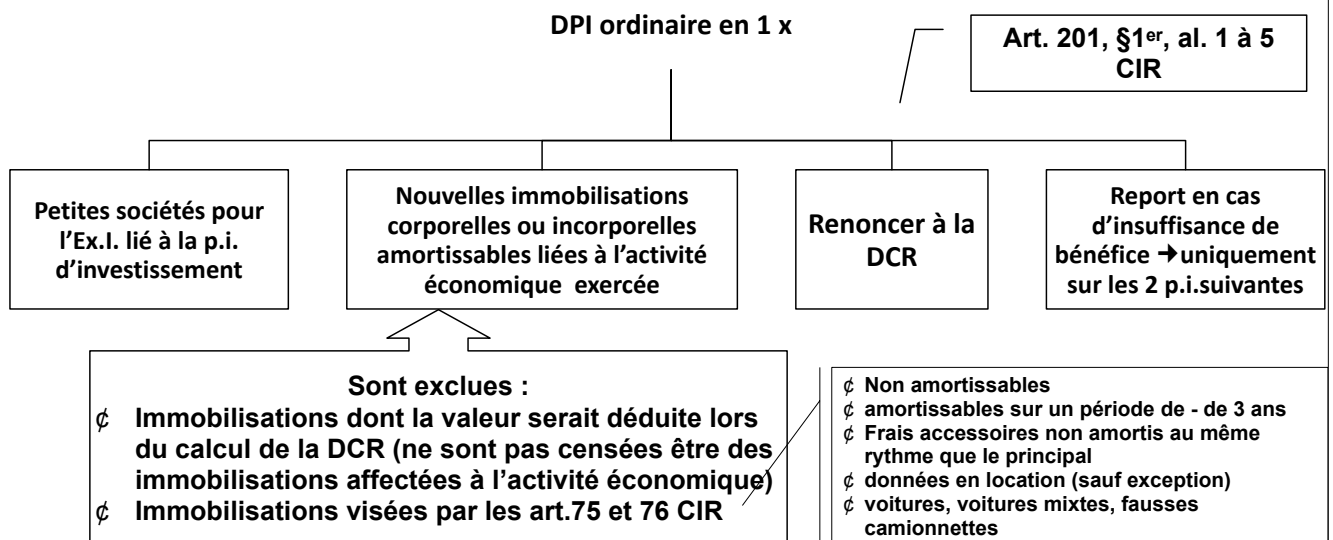 DPI ordinaire en 1 x
Art. 201, §1er, al. 1 à 5
CIR
Petites sociétés pour
l'Ex.I. lié à la p.i.
d'investissement
Nouvelles immobilisations
corporelles ou incorporelles
amortissables liées à l'activité
économique exercée
Renoncer à la
DCR
Report en cas
d'insuffisance de
bénéfice ➔uniquement
sur les 2 p.i.suivantes
Sont exclues :
¢ Immobilisations dont la valeur serait déduite lors
du calcul de la DCR (ne sont pas censées être des
immobilisations affectées à l'activité économique)
¢ Immobilisations visées par les art.75 et 76 CIR
¢ Non amortissables
¢ amortissables sur un période de - de 3 ans
¢ Frais accessoires non amortis au même
rythme que le principal
¢ données en location (sauf exception)
¢ voitures, voitures mixtes, fausses
camionnettes